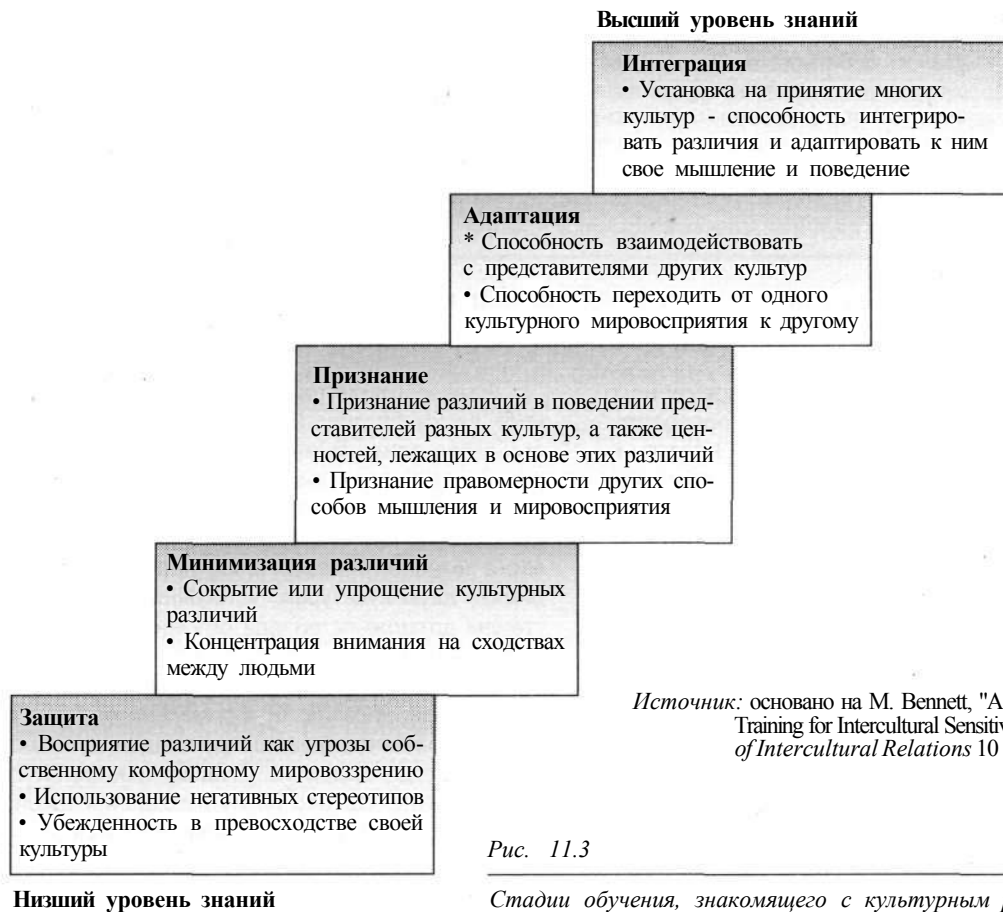 Высший уровень знаний
Интеграция
• Установка на принятие многих
культур - способность интегриро-
вать различия и адаптировать к ним
свое мышление и поведение
Адаптация
* Способность взаимодействовать
с представителями других культур
• Способность переходить от одного
культурного мировосприятия к другому
Признание
• Признание различий в поведении пред-
ставителей разных культур, а также цен-
ностей, лежащих в основе этих различий
• Признание правомерности других спо-
собов мышления и мировосприятия
Минимизация различий
• Сокрытие или упрощение культурных
различий
• Концентрация внимания на сходствах
между людьми
Защита
• Восприятие различий как угрозы соб-
ственному комфортному мировоззрению
• Использование негативных стереотипов
• Убежденность в превосходстве своей
культуры
Низший уровень знаний
Источник: основано на M. Bennett, "A
Training for Intercultural Sensitiv
of Intercultural Relations 10
Рис. 11.3
Стадии обучения, знакомящего с культурным р